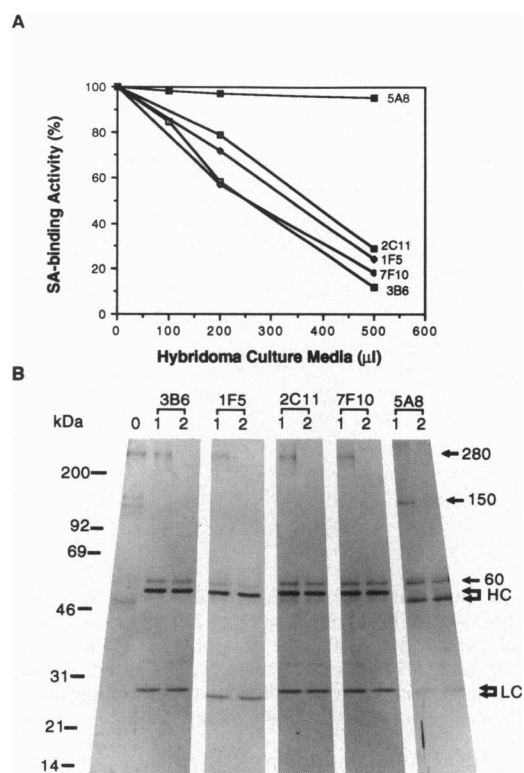 A
100
80
60
40
20
0
SA-binding Activity (%)
5A8
2C11
1F5
7F10
3B6
0 100 200 300 400 500 600
Hybridoma Culture Media (µl)
B
3B6 1F5 2C11 7F10 5A8
kDa 0 1 2 1 2 1 2 1 2 1 2
200
92
69
46
31
21
14
280
150
60
HC
LC